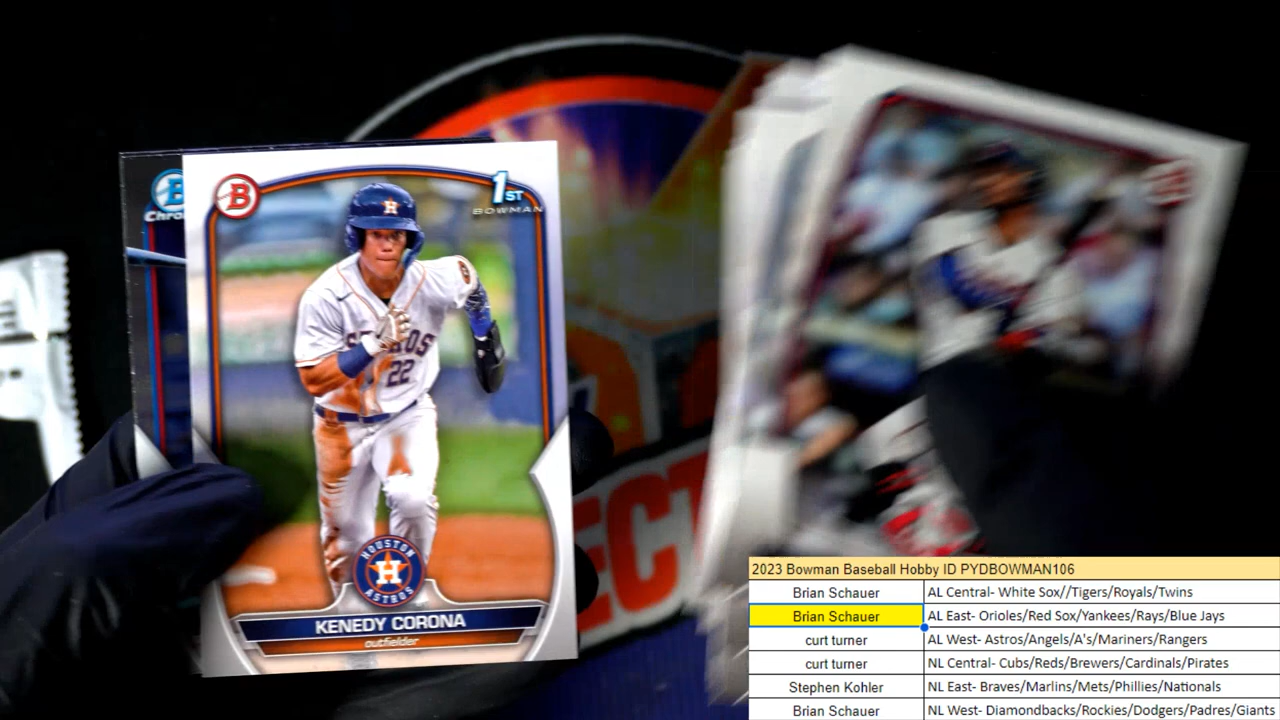 B
1ST
BOWMAN
B
Chro
H
22
HOUSTON
H
ASTROS
KENEDY CORONA
outfielder
ECT
2023 Bowman Baseball Hobby ID PYDBOWMAN106
Brian Schauer AL Central- White Sox//Tigers/Royals/Twins
Brian Schauer AL East- Orioles/Red Sox/Yankees/Rays/Blue Jays
curt turner AL West- Astros/Angels/A's/Mariners/Rangers
curt turner NL Central- Cubs/Reds/Brewers/Cardinals/Pirates
Stephen Kohler NL East- Braves/Marlins/Mets/Phillies/Nationals
Brian Schauer NL West- Diamondbacks/Rockies/Dodgers/Padres/Giants